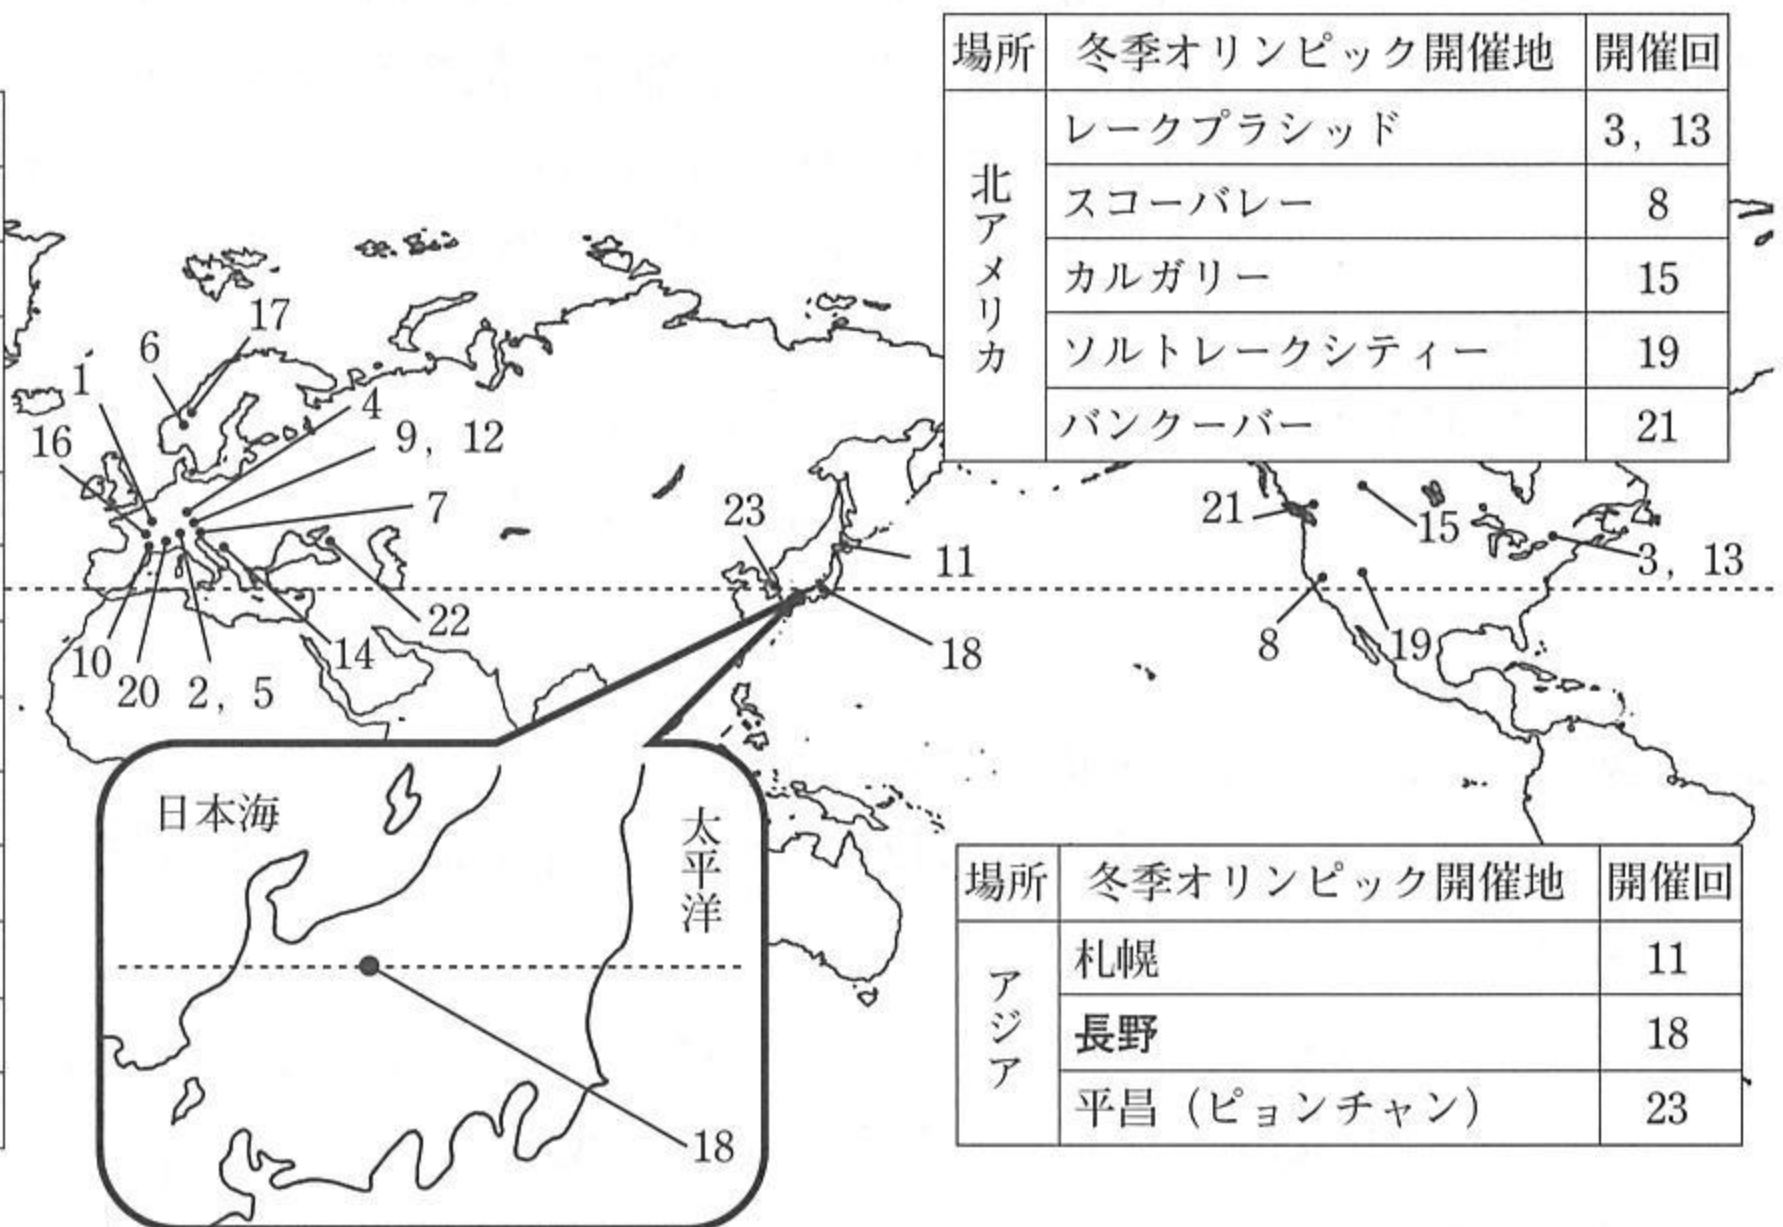 場所 冬季オリンピック開催地 開催回
北アメリカ
レークプラシッド 3, 13
スコーバレー 8
カルガリー 15
ソルトレークシティー 19
バンクーバー 21
17
6
1
4
16
9, 12
7
23
11
22
14
10
20
2, 5
18
21
15
3, 13
8
19
日本海
太平洋
18
場所 冬季オリンピック開催地 開催回
アジア
札幌 11
長野 18
平昌（ピョンチャン） 23